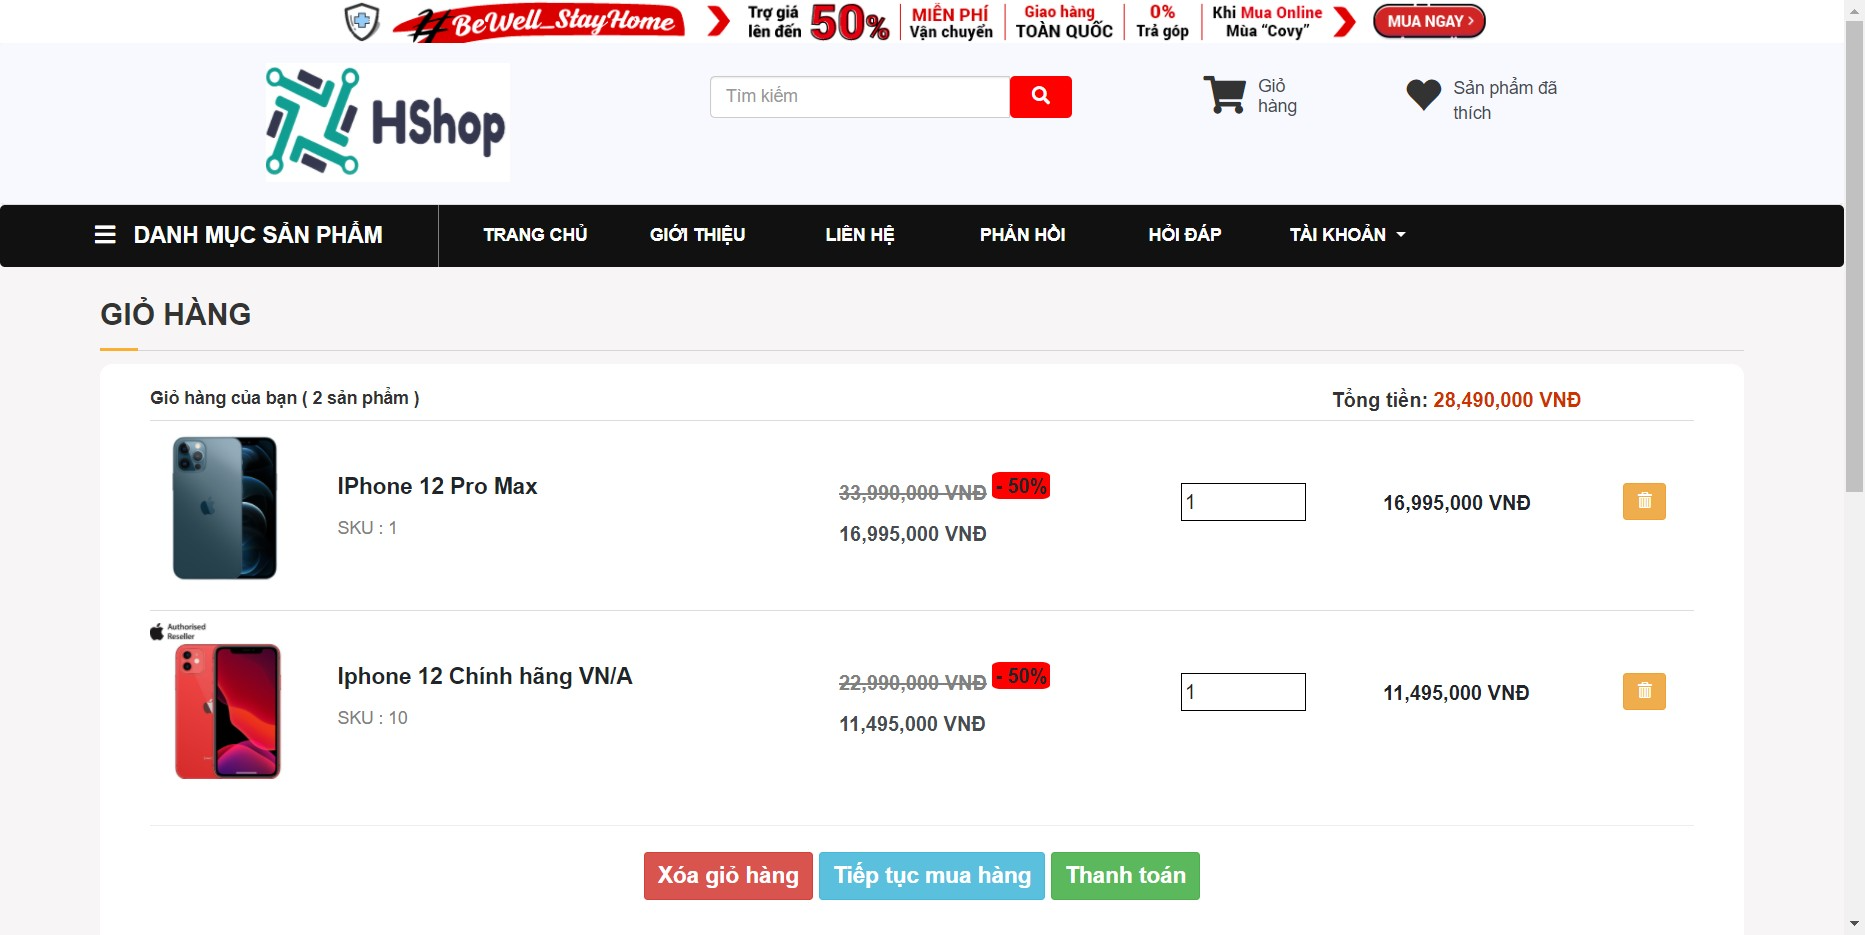 #BeWell_StayHome
Trợ giá
lên đến
50%
MIỄN PHÍ
Vận chuyển
Giao hàng
TOÀN QUỐC
0%
Trả góp
Khi Mua Online
Mùa “Covy”
MUA NGAY ›
HShop
Tìm kiếm
Giỏ
hàng
Sản phẩm đã
thích
DANH MỤC SẢN PHẨM
TRANG CHỦ
GIỚI THIỆU
LIÊN HỆ
PHẢN HỒI
HỎI ĐÁP
TÀI KHOẢN
GIỎ HÀNG
Giỏ hàng của bạn ( 2 sản phẩm )
Tổng tiền: 28,490,000 VNĐ
IPhone 12 Pro Max
SKU : 1
33,990,000 VNĐ - 50%
16,995,000 VNĐ
1
16,995,000 VNĐ
Authorised
Reseller
Iphone 12 Chính hãng VN/A
SKU : 10
22,990,000 VNĐ - 50%
11,495,000 VNĐ
1
11,495,000 VNĐ
Xóa giỏ hàng
Tiếp tục mua hàng
Thanh toán